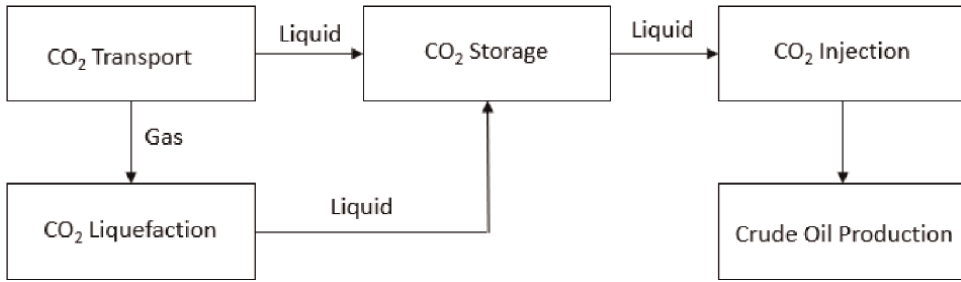 CO₂ Transport
Liquid
CO₂ Storage
Liquid
CO₂ Injection
Gas
CO₂ Liquefaction
Liquid
Crude Oil Production